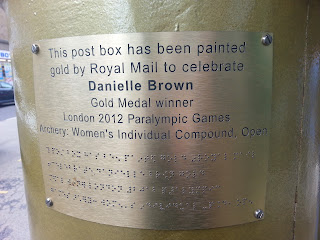 This post box has been painted
gold by Royal Mail to celebrate
Danielle Brown
Gold Medal winner
London 2012 Paralympic Games
Archery: Women's Individual Compound, Open